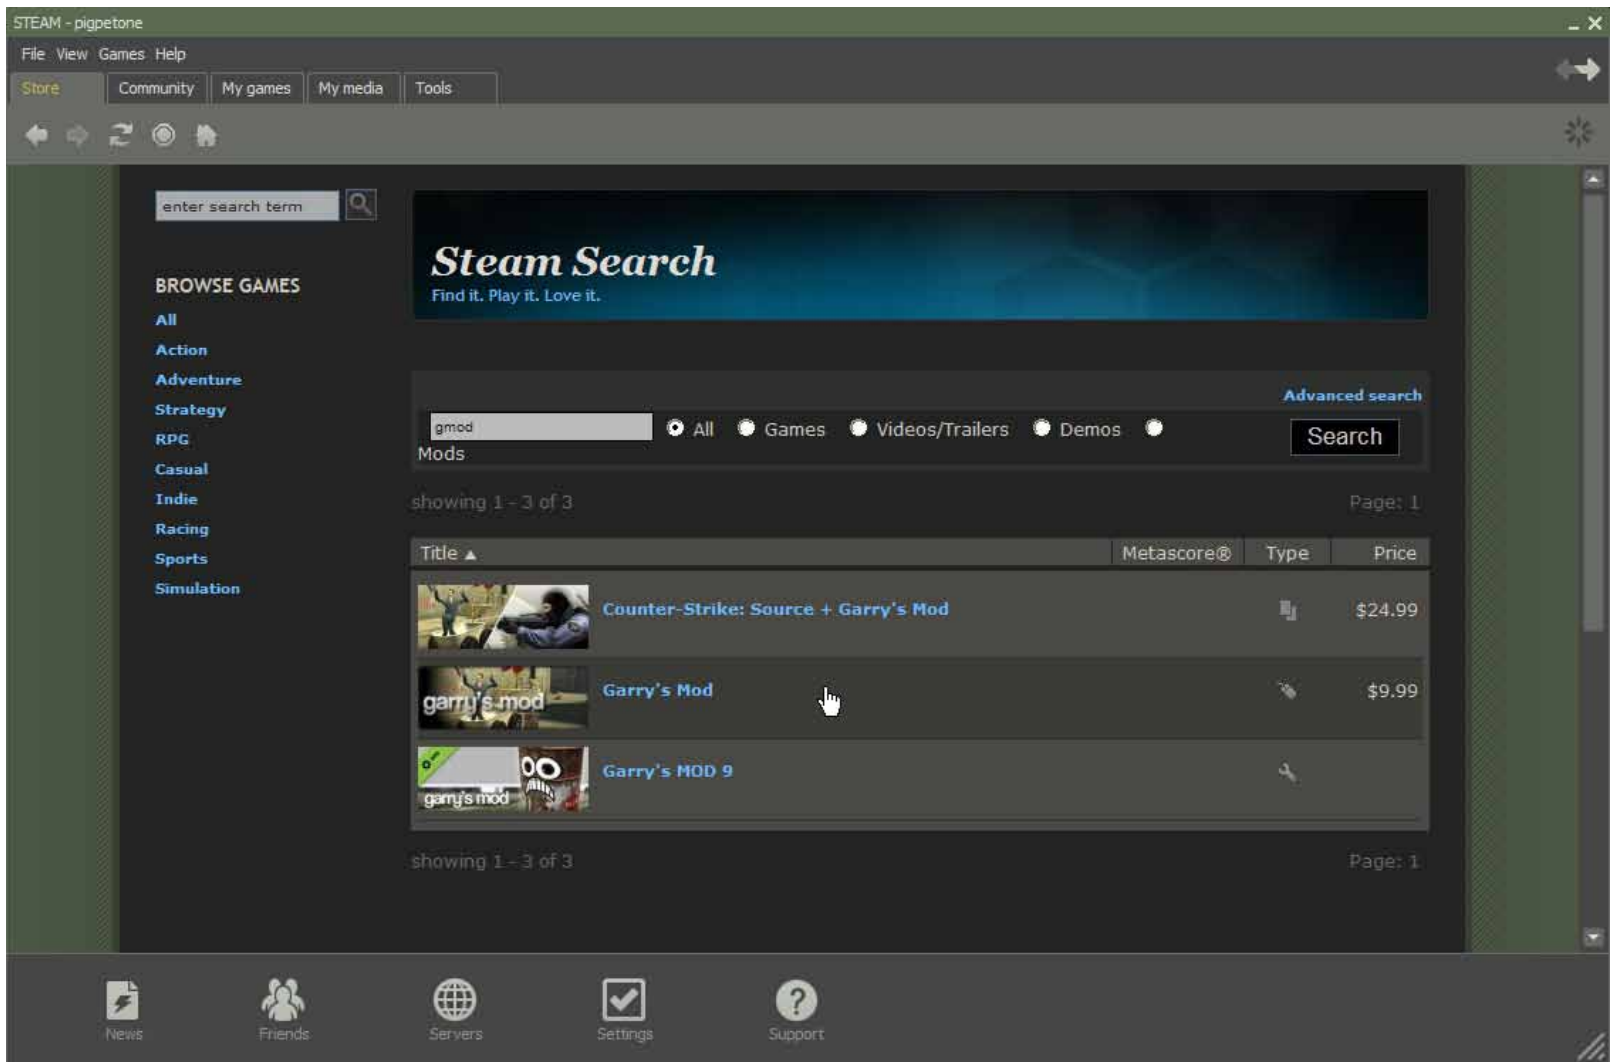 STEAM - pigpetone
File View Games Help
Store Community My games My media Tools
enter search term
Steam Search
Find it. Play it. Love it.
BROWSE GAMES
All
Action
Adventure
Strategy
RPG
Casual
Indie
Racing
Sports
Simulation
Advanced search
gmod All Games Videos/Trailers Demos Search
Mods
showing 1 - 3 of 3 Page: 1
Title ▲ Metascore® Type Price
Counter-Strike: Source + Garry's Mod $24.99
garry's mod Garry's Mod $9.99
garry's mod Garry's MOD 9
showing 1 - 3 of 3 Page: 1
News Friends Servers Settings Support